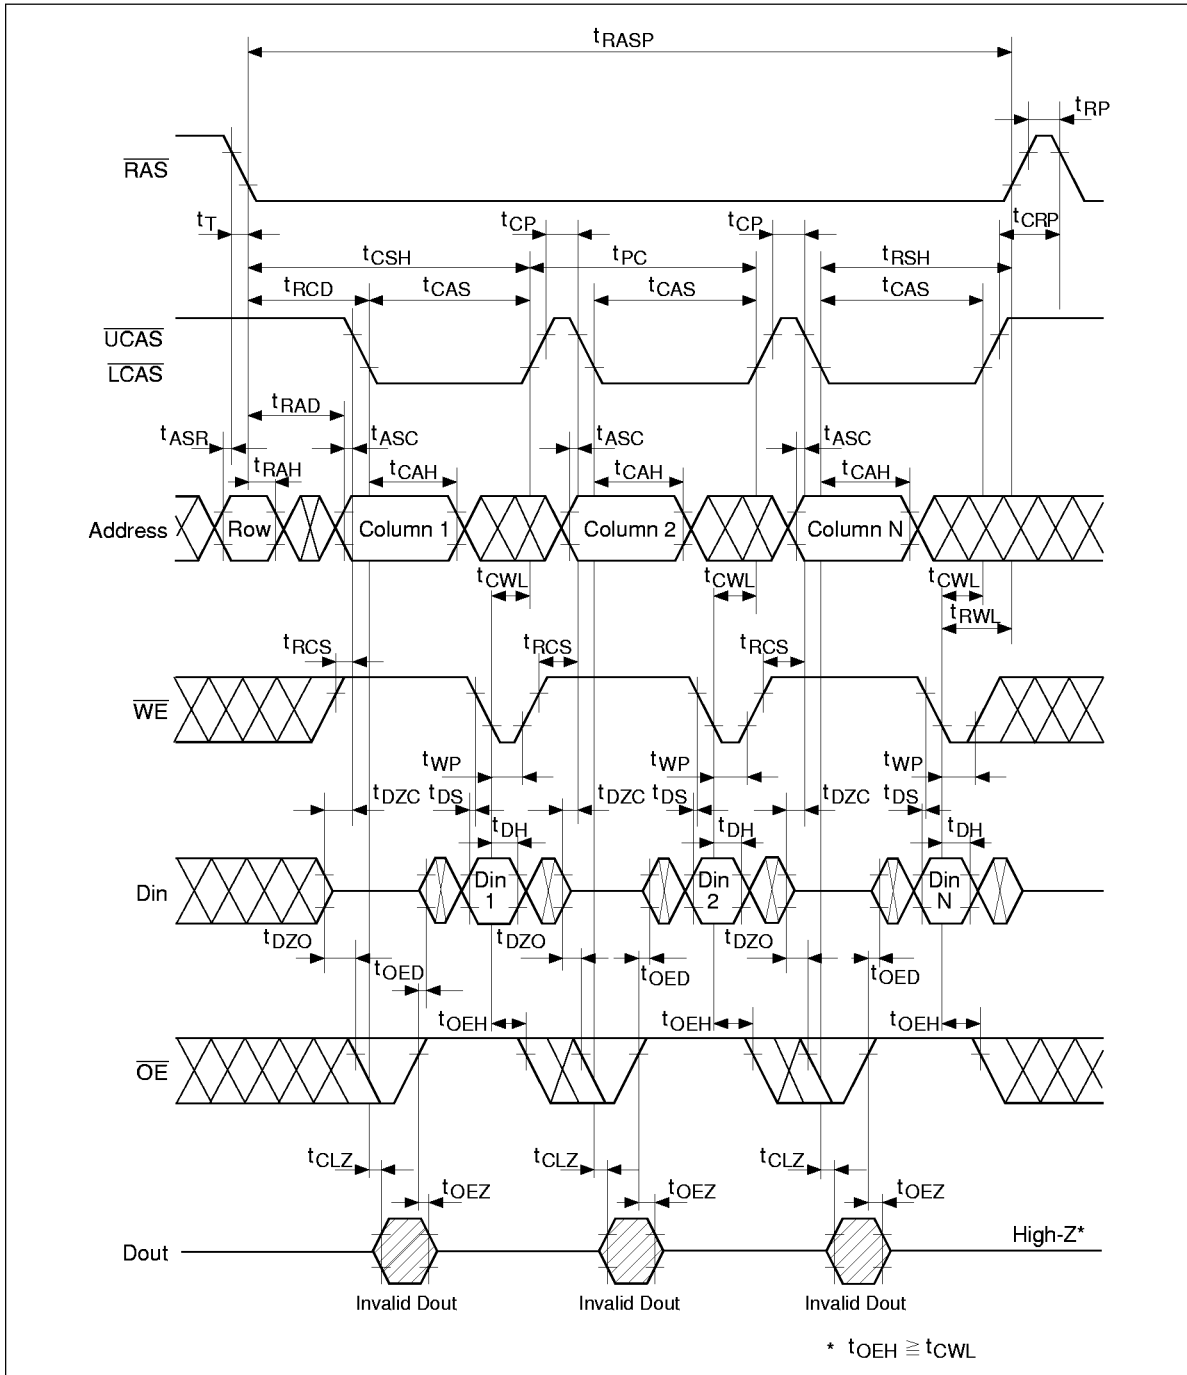 tRASP
tRP
RAS
tT
tCP
tCP
tCRP
tCSH
tPC
tRSH
tRCD
tCAS
tCAS
tCAS
UCAS
LCAS
tRAD
tASR
tASC
tASC
tASC
tRAH
tCAH
tCAH
tCAH
Address
Row
Column 1
Column 2
Column N
tCWL
tCWL
tCWL
tRWL
tRCS
tRCS
tRCS
WE
tWP
tWP
tWP
tDZC
tDS
tDZC
tDS
tDZC
tDS
tDH
tDH
tDH
Din
Din 1
Din 2
Din N
tDZO
tDZO
tDZO
tOED
tOED
tOED
tOEH
tOEH
tOEH
OE
tCLZ
tCLZ
tCLZ
tOEZ
tOEZ
tOEZ
Dout
High-Z*
Invalid Dout
Invalid Dout
Invalid Dout
* tOEH ≧ tCWL